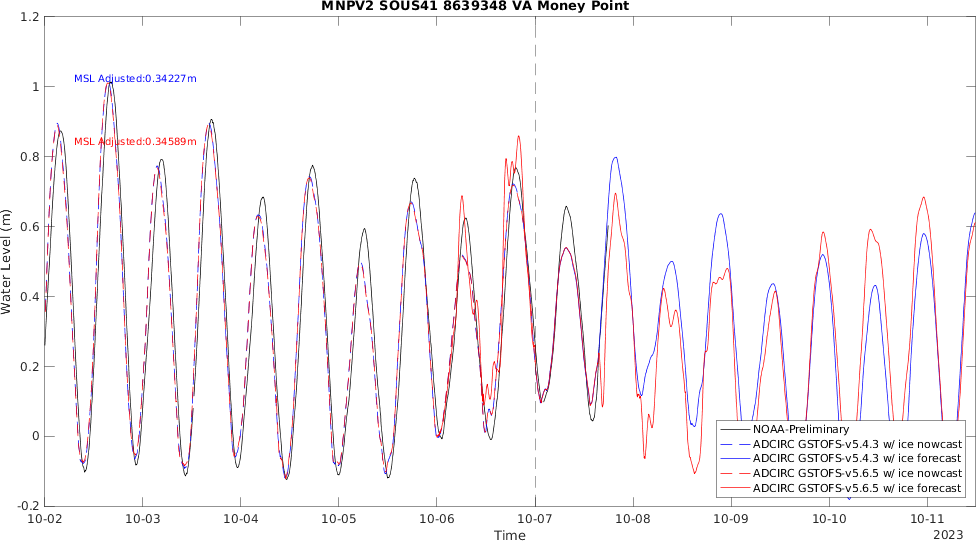 MNPV2 SOUS41 8639348 VA Money Point
1.2
1
0.8
0.6
0.4
0.2
0
-0.2
Water Level (m)
MSL Adjusted:0.34227m
MSL Adjusted:0.34589m
NOAA-Preliminary
ADCIRC GSTOFS-v5.4.3 w/ ice nowcast
ADCIRC GSTOFS-v5.4.3 w/ ice forecast
ADCIRC GSTOFS-v5.6.5 w/ ice nowcast
ADCIRC GSTOFS-v5.6.5 w/ ice forecast
10-02 10-03 10-04 10-05 10-06 10-07 10-08 10-09 10-10 10-11
Time
2023